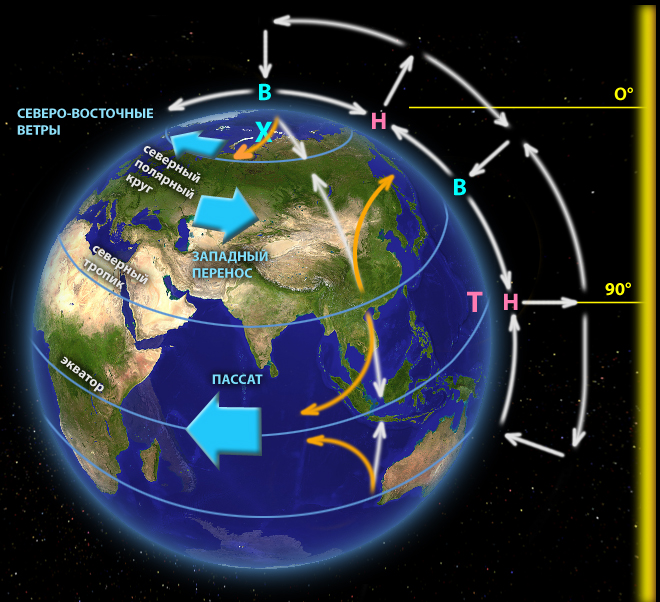 В
О°
СЕВЕРО-ВОСТОЧНЫЕ
ВЕТРЫ
Н
Х
северный
полярный
круг
В
ЗАПАДНЫЙ
ПЕРЕНОС
северный
тропик
90°
Т Н
экватор
ПАССАТ